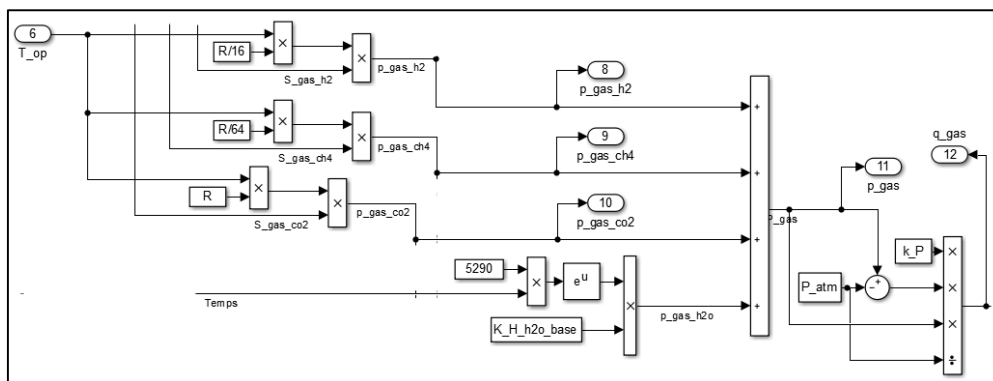 6
T_op
R/16
×
×
S_gas_h2
p_gas_h2
8
p_gas_h2
R/64
×
×
S_gas_ch4
p_gas_ch4
9
p_gas_ch4
R
×
×
S_gas_co2
p_gas_co2
10
p_gas_co2
5290
×
e^u
Temps
K_H_h2o_base
×
p_gas_h2o
+
+
+
+
P_gas
11
p_gas
q_gas
12
k_P
P_atm
- +
×
×
×
÷